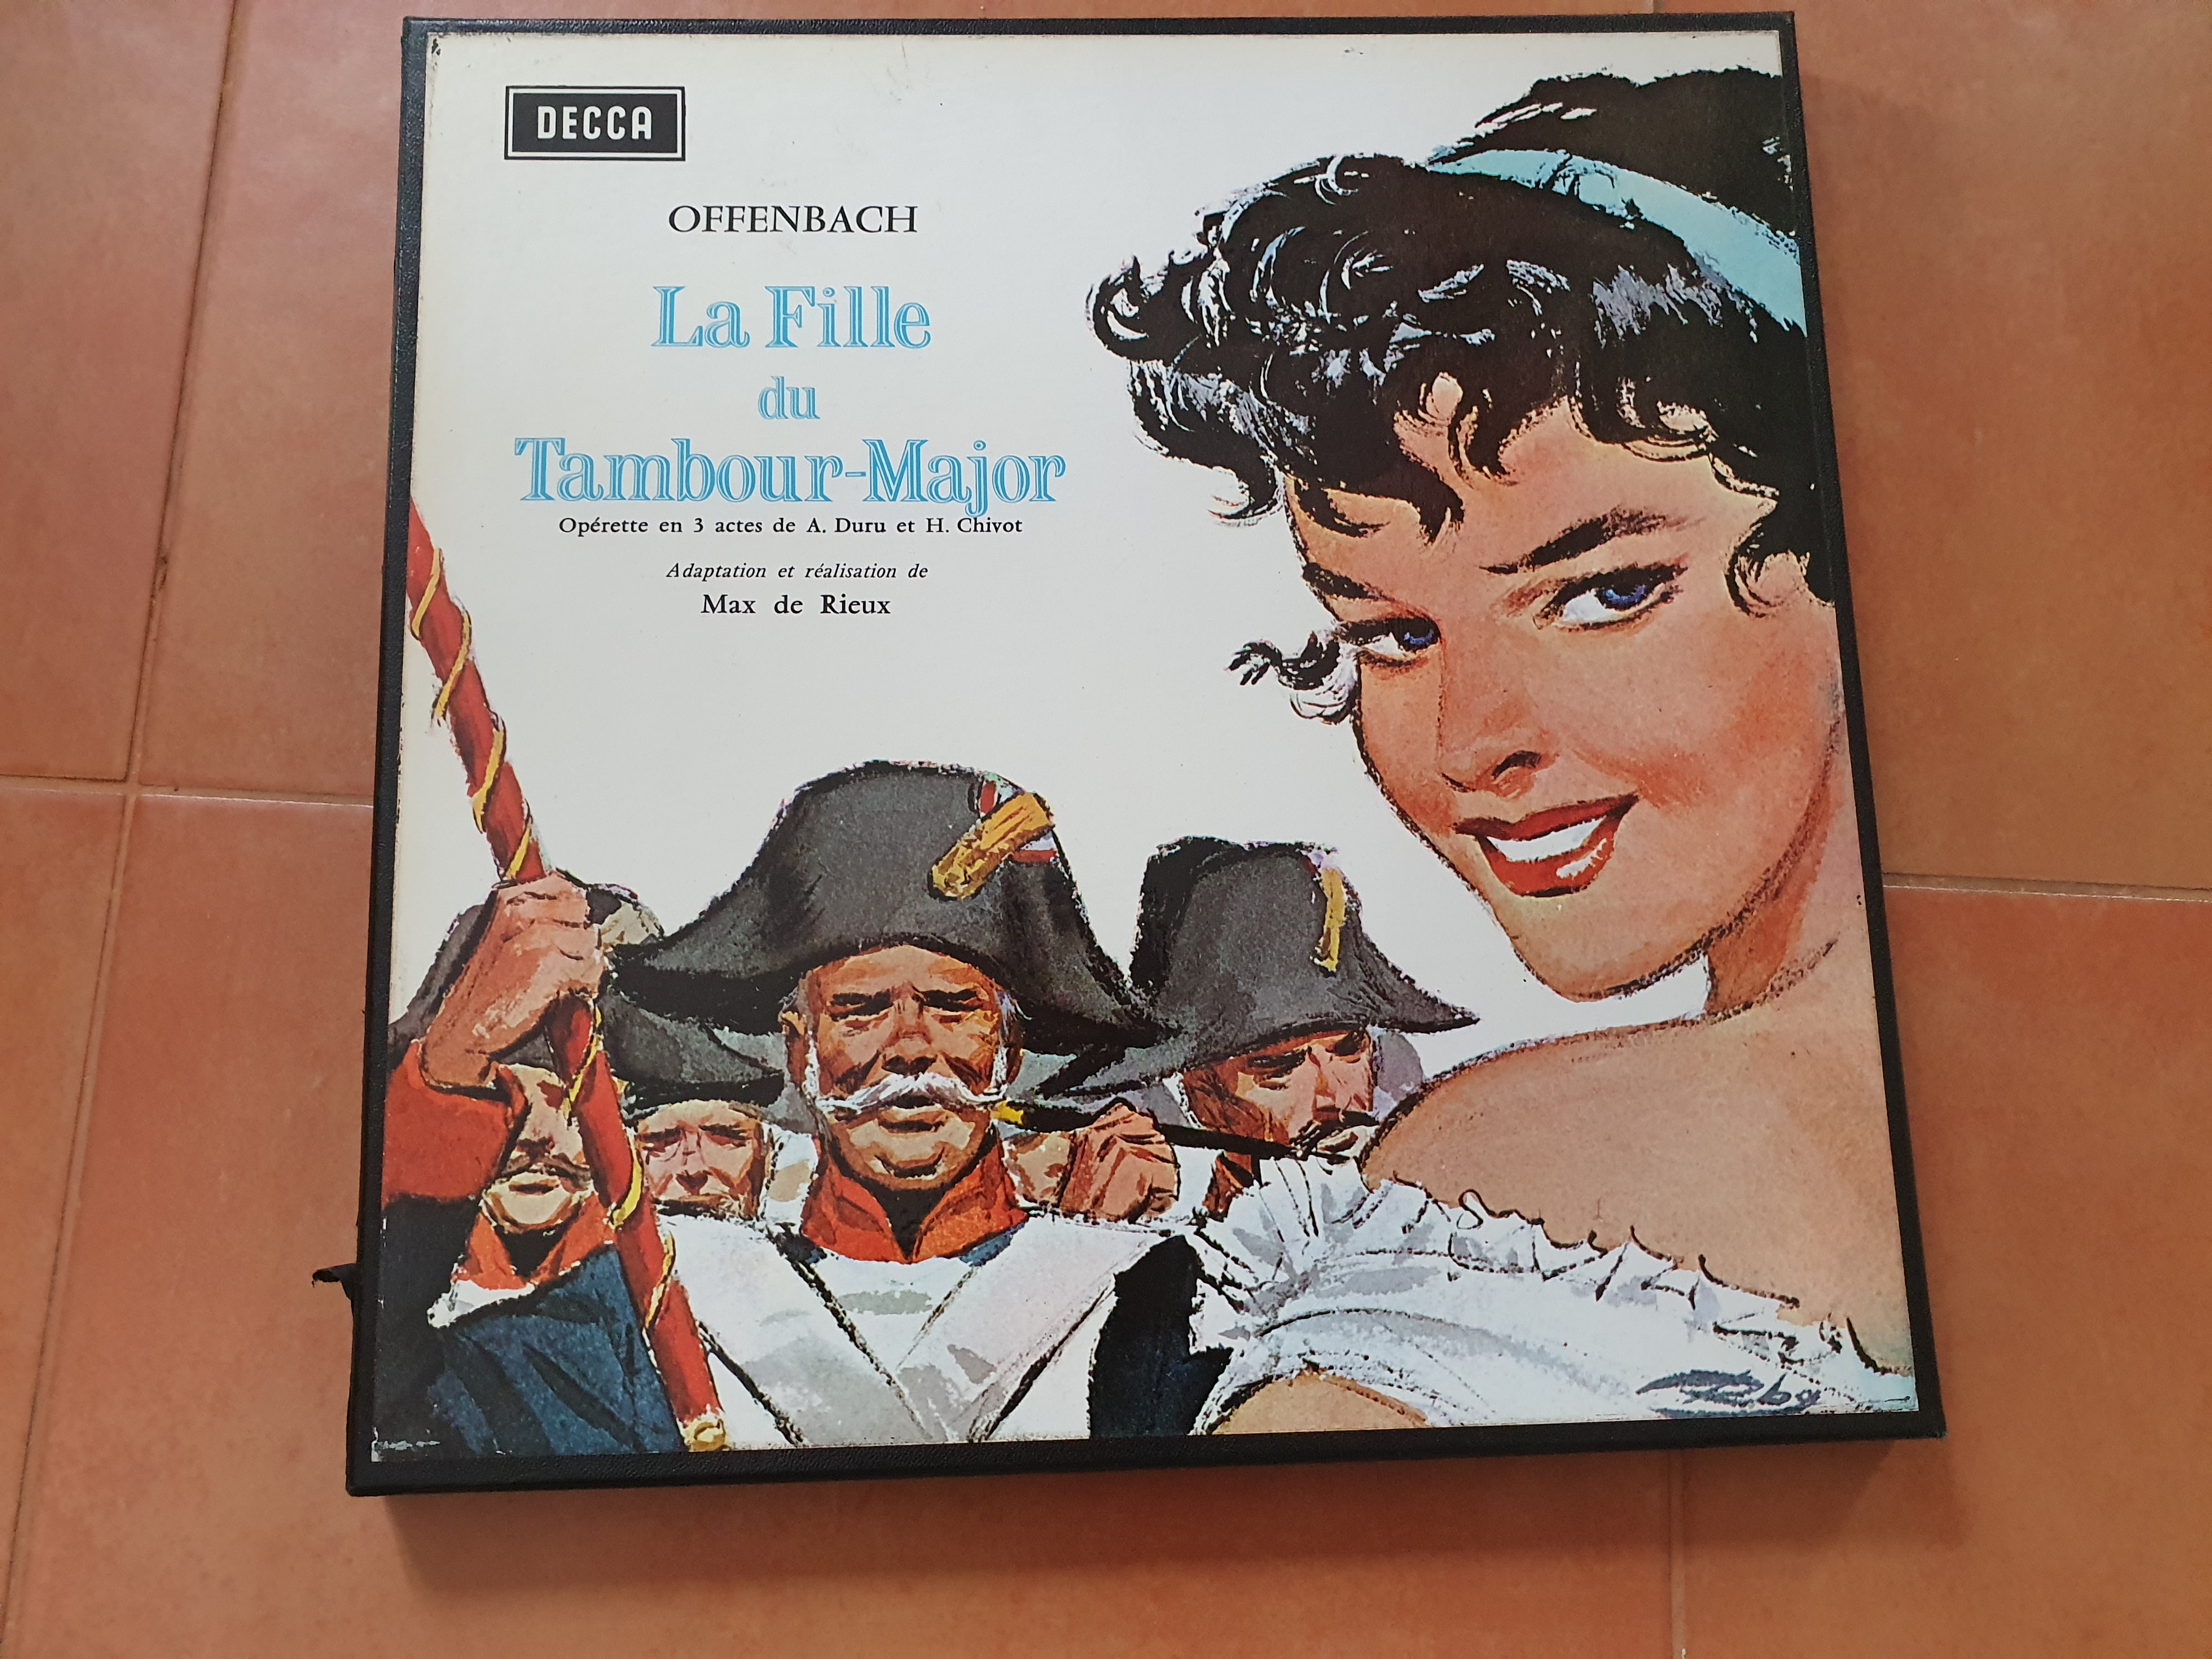 DECCA
OFFENBACH
La Fille
du
Tambour-Major
Opérette en 3 actes de A. Duru et H. Chivot
Adaptation et réalisation de
Max de Rieux